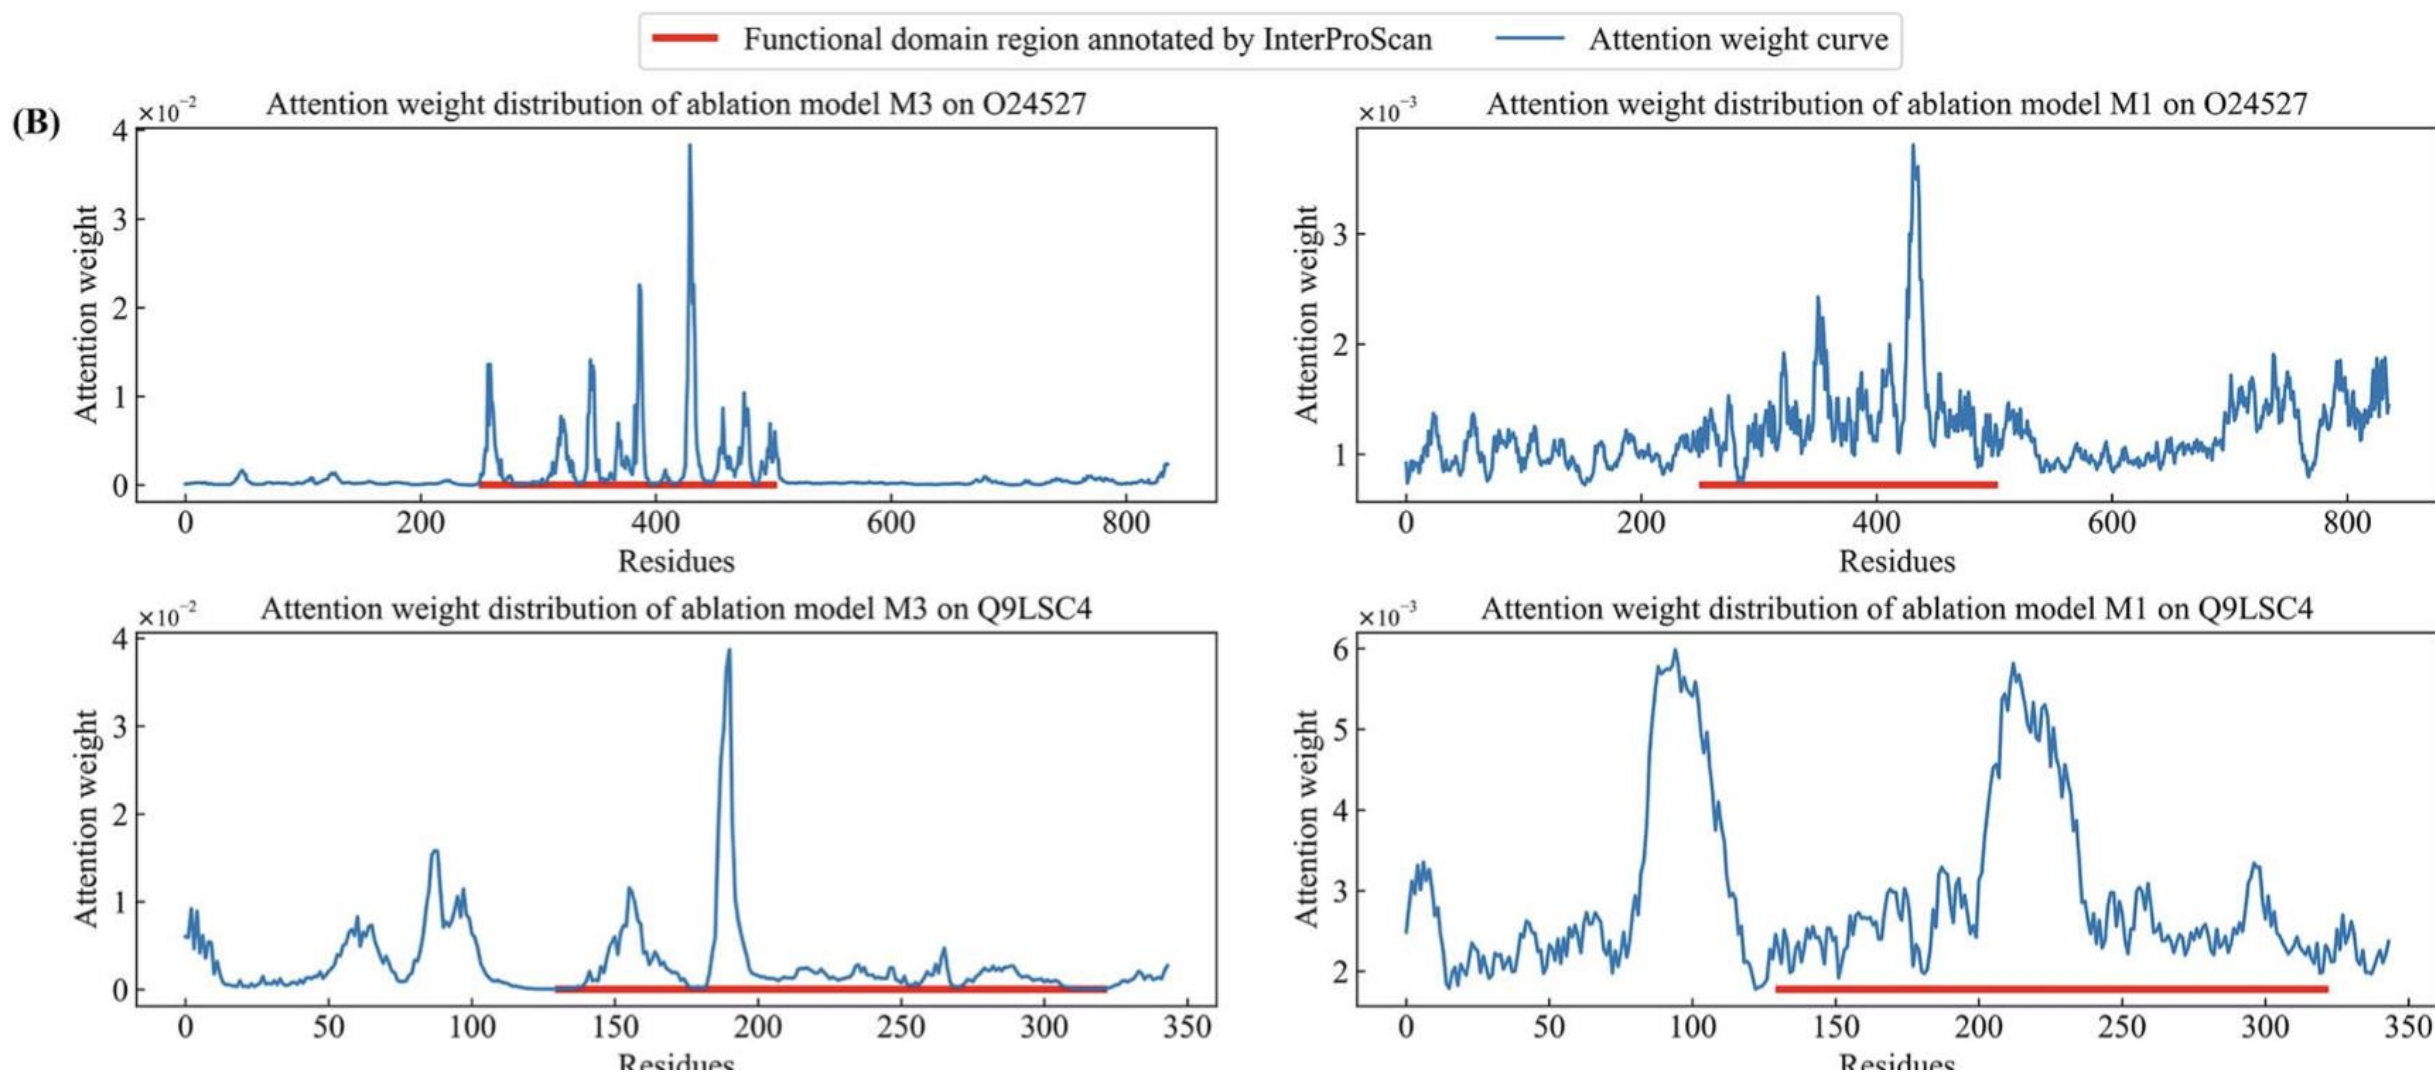 Functional domain region annotated by InterProScan
Attention weight curve
(B)
×10⁻²
Attention weight distribution of ablation model M3 on O24527
4
3
2
1
0
Attention weight
0 200 400 600 800
Residues
×10⁻³
Attention weight distribution of ablation model M1 on O24527
3
2
1
Attention weight
0 200 400 600 800
Residues
×10⁻²
Attention weight distribution of ablation model M3 on Q9LSC4
4
3
2
1
0
Attention weight
0 50 100 150 200 250 300 350
Residues
×10⁻³
Attention weight distribution of ablation model M1 on Q9LSC4
6
5
4
3
2
Attention weight
0 50 100 150 200 250 300 350
Residues